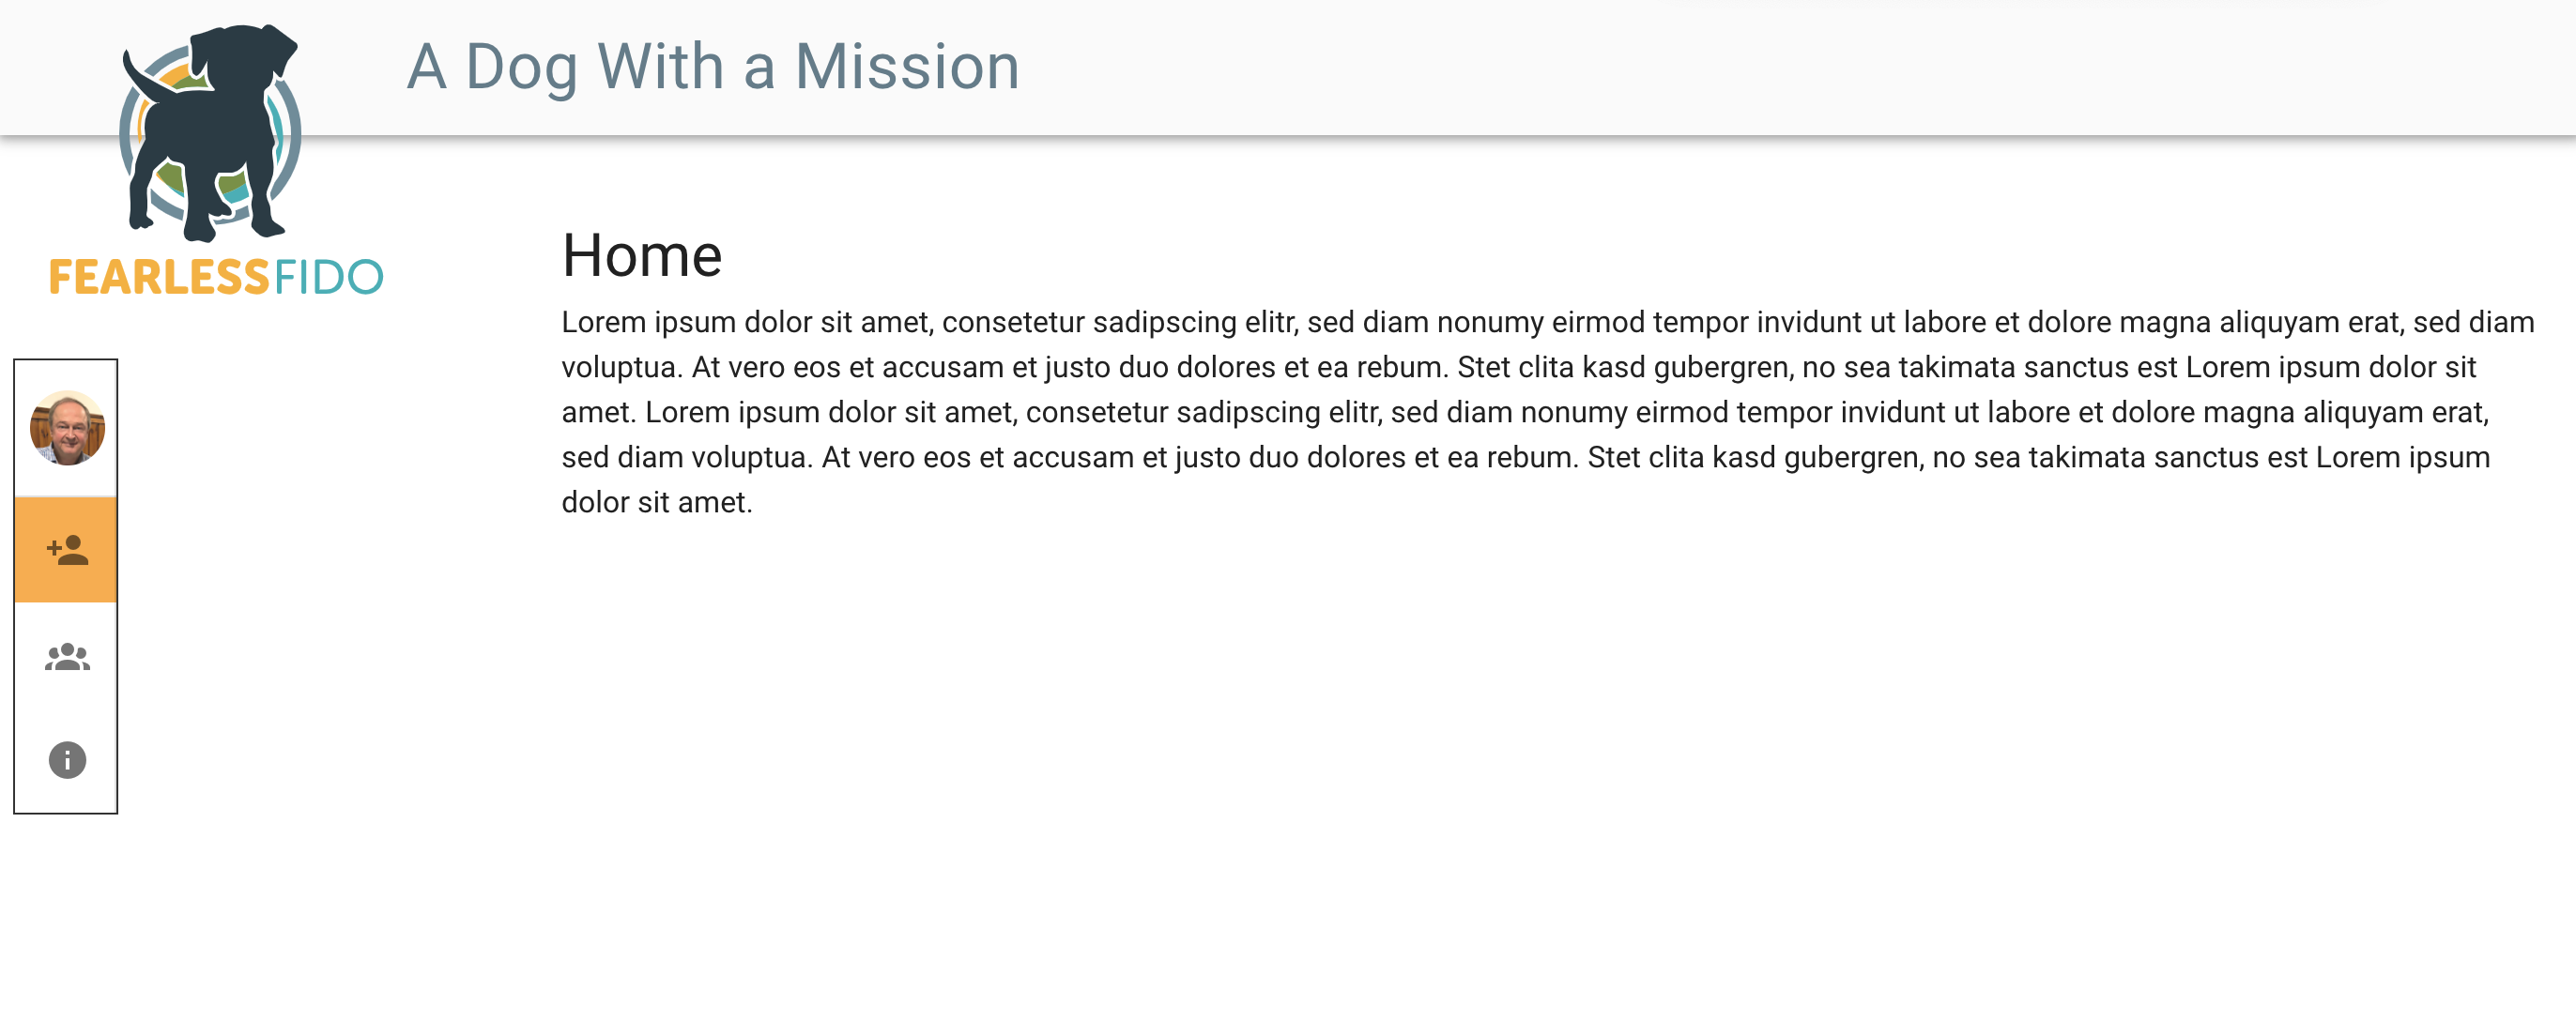 A Dog With a Mission
FEARLESSFIDO
Home
Lorem ipsum dolor sit amet, consetetur sadipscing elitr, sed diam nonumy eirmod tempor invidunt ut labore et dolore magna aliquyam erat, sed diam
voluptua. At vero eos et accusam et justo duo dolores et ea rebum. Stet clita kasd gubergren, no sea takimata sanctus est Lorem ipsum dolor sit
amet. Lorem ipsum dolor sit amet, consetetur sadipscing elitr, sed diam nonumy eirmod tempor invidunt ut labore et dolore magna aliquyam erat,
sed diam voluptua. At vero eos et accusam et justo duo dolores et ea rebum. Stet clita kasd gubergren, no sea takimata sanctus est Lorem ipsum
dolor sit amet.